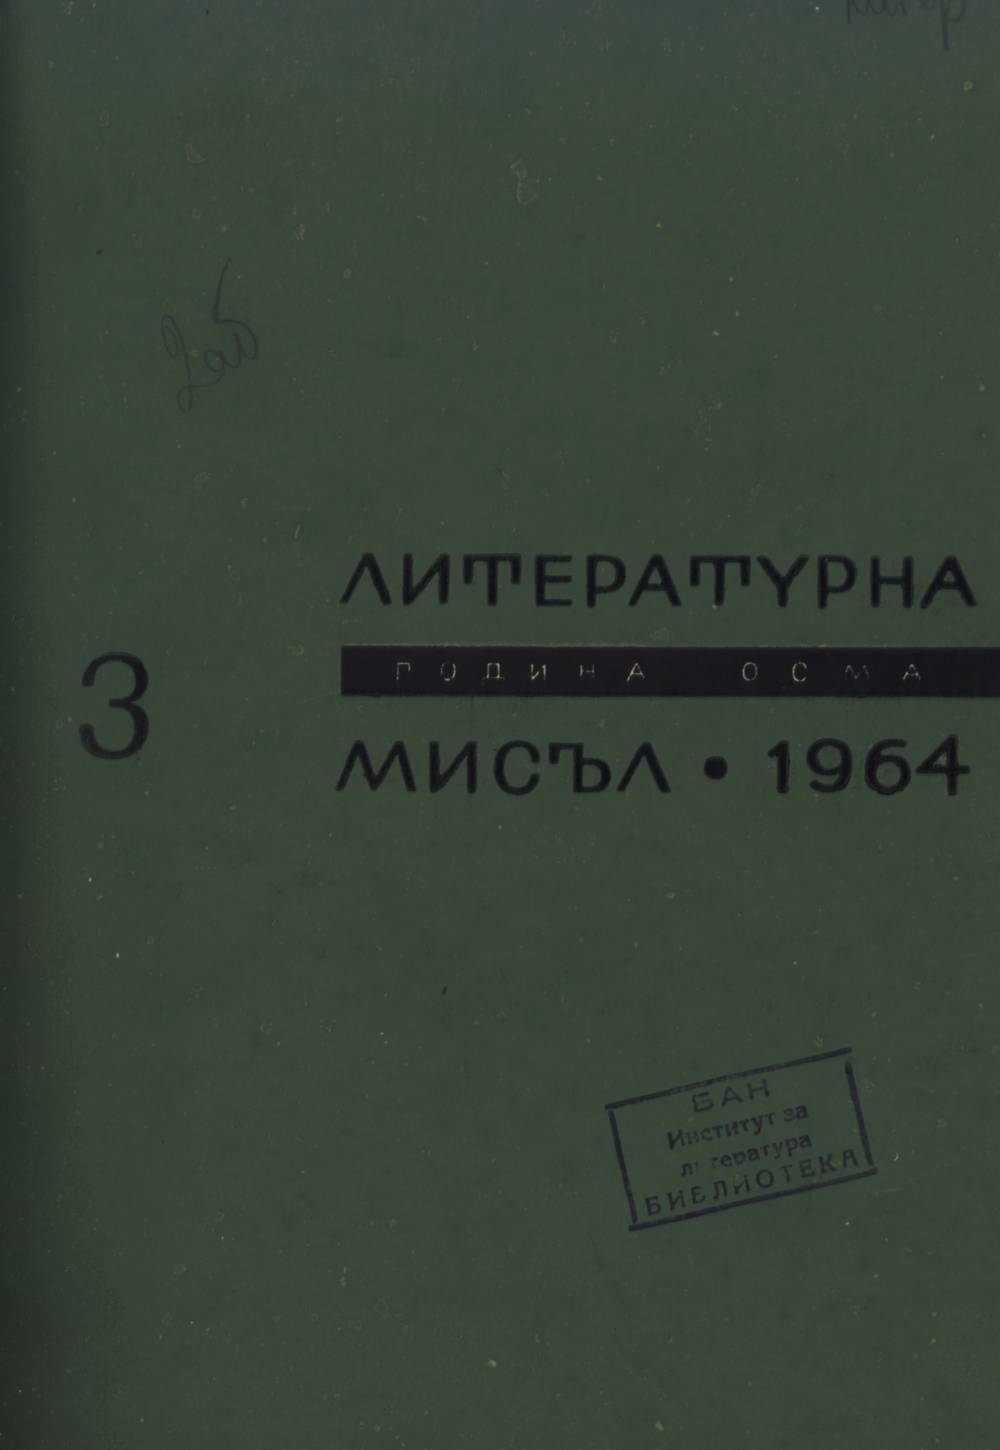 ЛИТЕРАТУРНА
ГОДИНА ОСМА
3
МИСЪЛ • 1964
БАН
Институт за
литература
БИБЛИОТЕКА